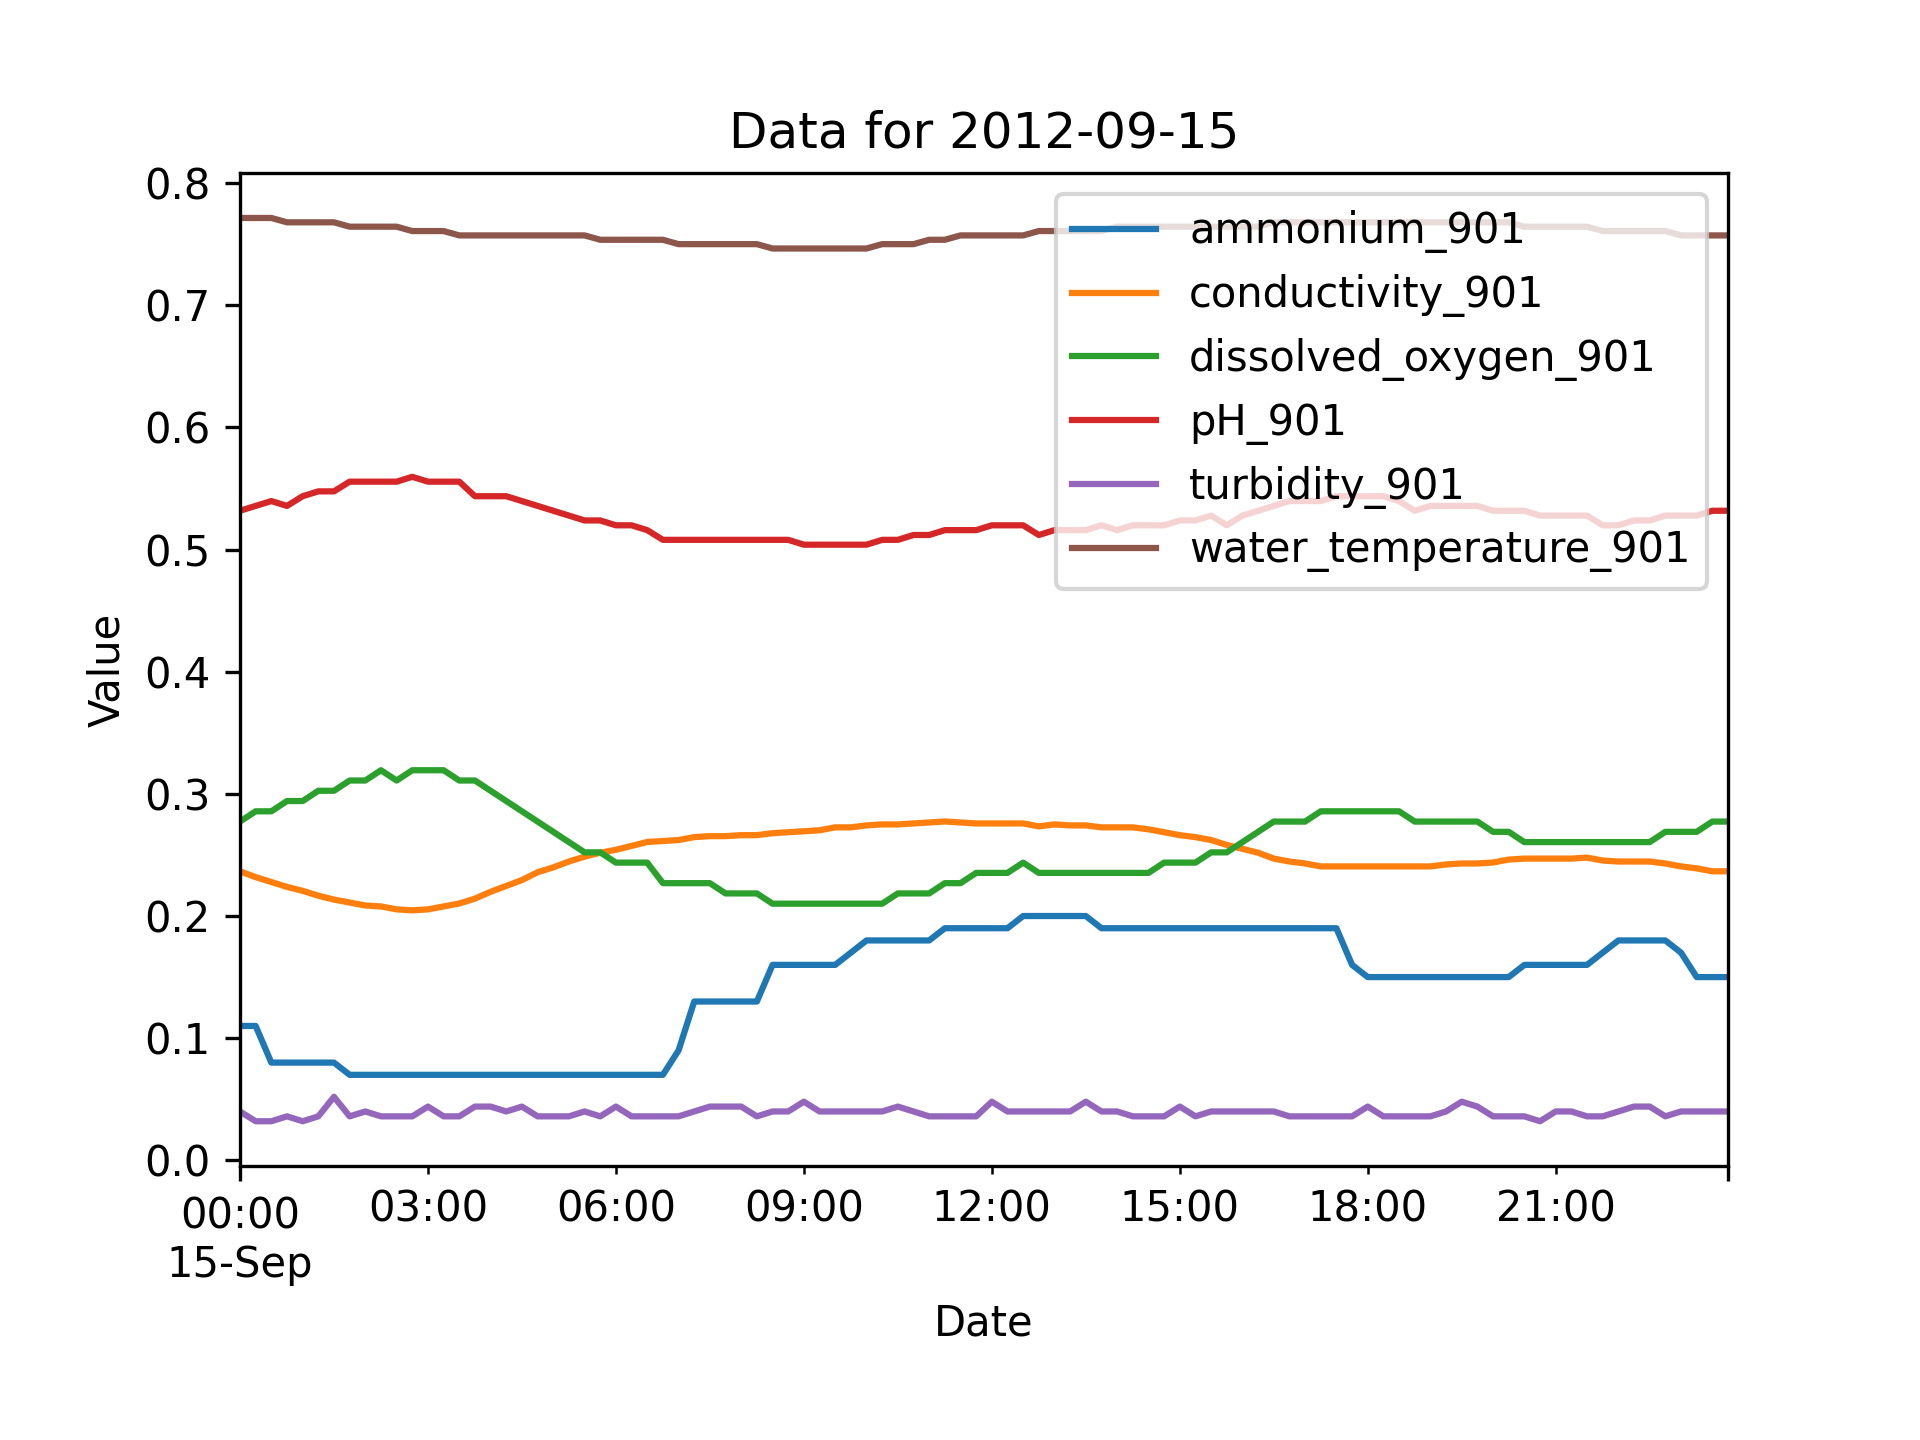 Data for 2012-09-15
0.8
0.7
0.6
0.5
0.4
0.3
0.2
0.1
0.0
Value
ammonium_901
conductivity_901
dissolved_oxygen_901
pH_901
turbidity_901
water_temperature_901
00:00 03:00 06:00 09:00 12:00 15:00 18:00 21:00
15-Sep
Date